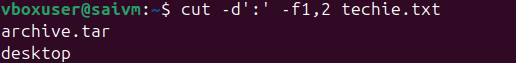 vboxuser@saivm:~$ cut -d':' -f1,2 techie.txt
archive.tar
desktop